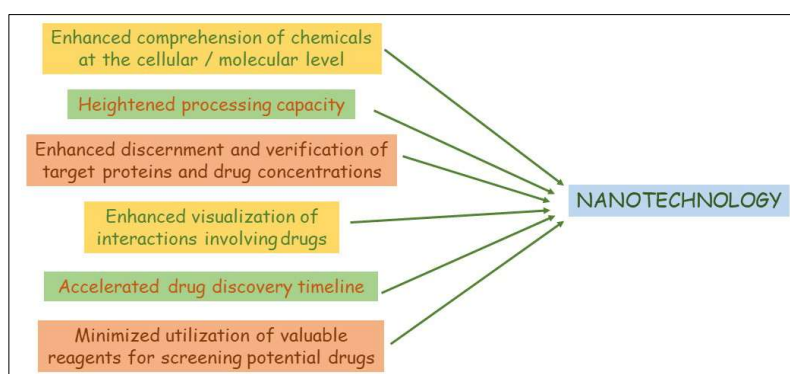 Enhanced comprehension of chemicals
at the cellular / molecular level
Heightened processing capacity
Enhanced discernment and verification of
target proteins and drug concentrations
NANOTECHNOLOGY
Enhanced visualization of
interactions involving drugs
Accelerated drug discovery timeline
Minimized utilization of valuable
reagents for screening potential drugs